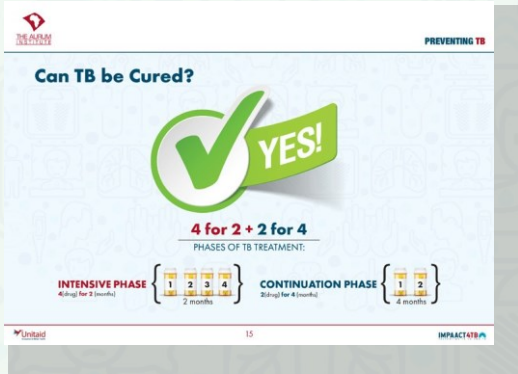 THE AURUM
INSTITUTE
PREVENTING TB
Can TB be Cured?
YES!
4 for 2 + 2 for 4
PHASES OF TB TREATMENT:
INTENSIVE PHASE
4(drug) for 2 (months)
1 2 3 4
2 months
CONTINUATION PHASE
2(drug) for 4 (months)
1 2
4 months
Unitaid
15
IMPAACT4TB